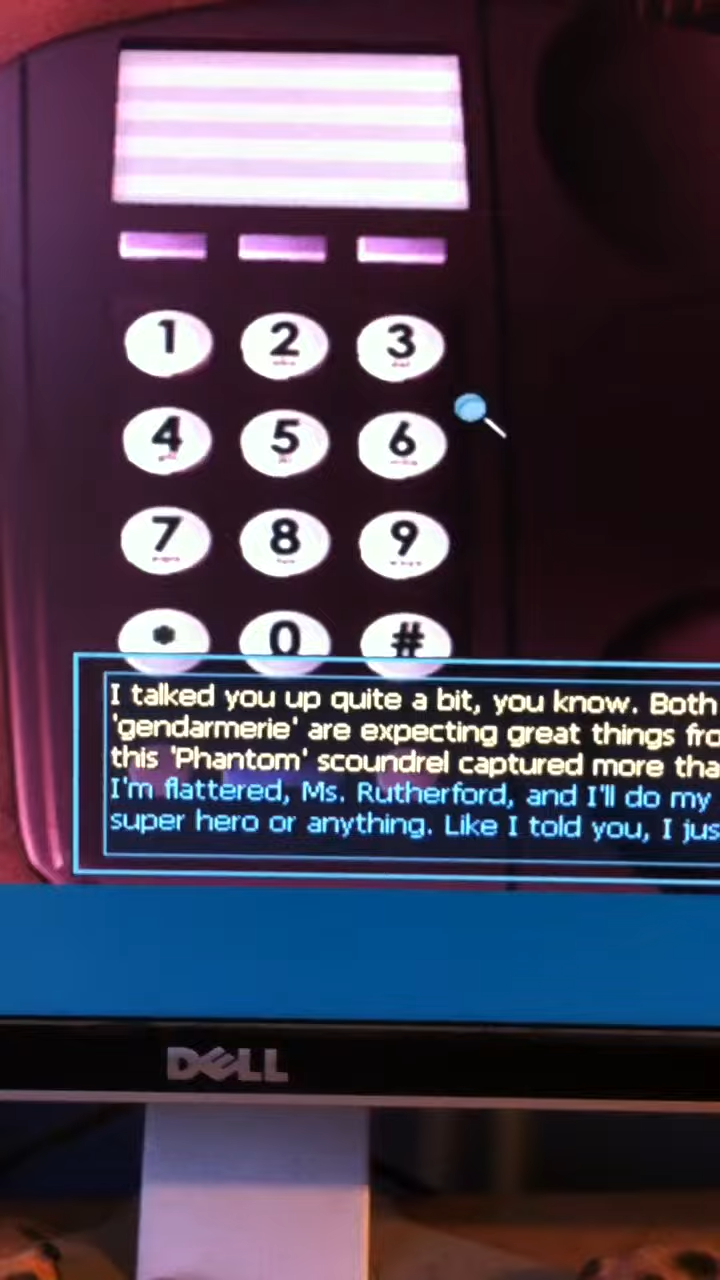 1 2 3
4 5 6
7 8 9
* 0 #
I talked you up quite a bit, you know. Both
'gendarmerie' are expecting great things fro
this 'Phantom' scoundrel captured more tha
I'm flattered, Ms. Rutherford, and I'll do my
super hero or anything. Like I told you, I jus
DELL